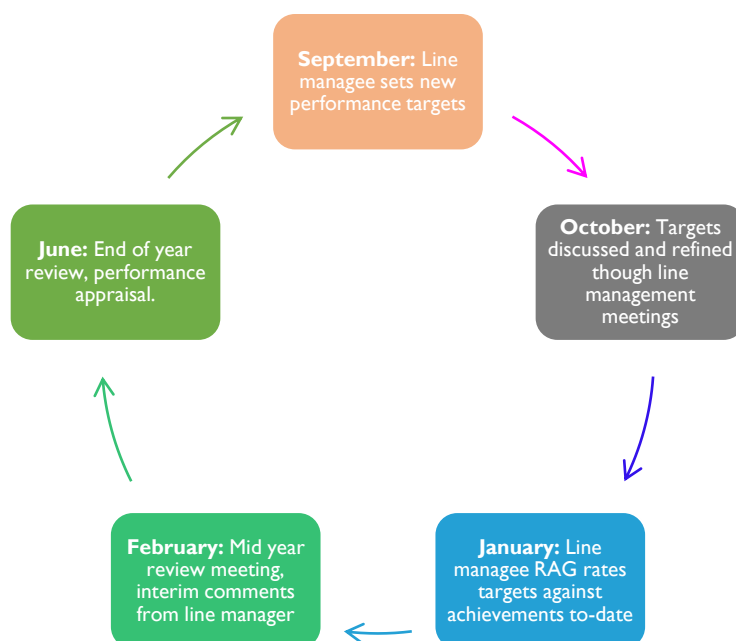 September: Line
managee sets new
performance targets
October: Targets
discussed and refined
though line
management
meetings
January: Line
managee RAG rates
targets against
achievements to-date
February: Mid year
review meeting,
interim comments
from line manager
June: End of year
review, performance
appraisal.